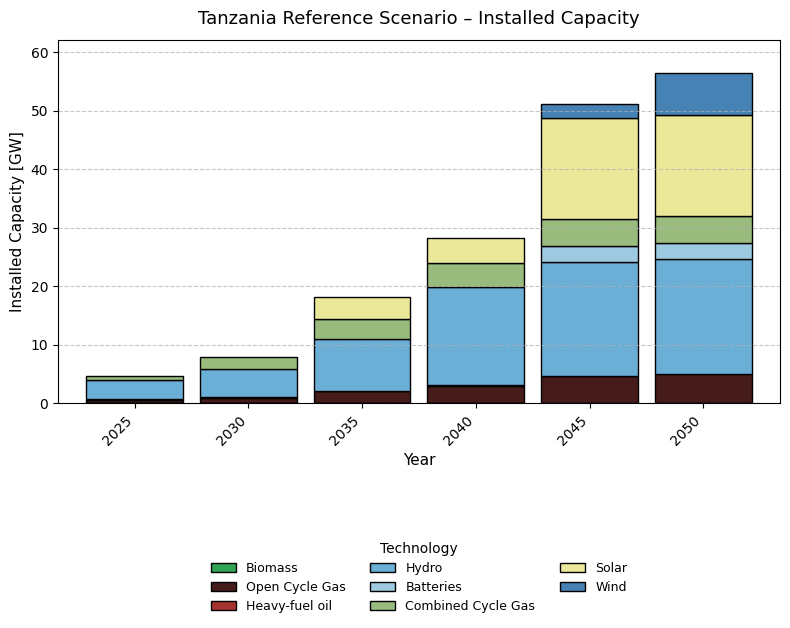 Tanzania Reference Scenario – Installed Capacity
Installed Capacity [GW]
60
50
40
30
20
10
0
2025
2030
2035
2040
2045
2050
Year
Technology
Biomass
Open Cycle Gas
Heavy-fuel oil
Hydro
Batteries
Combined Cycle Gas
Solar
Wind